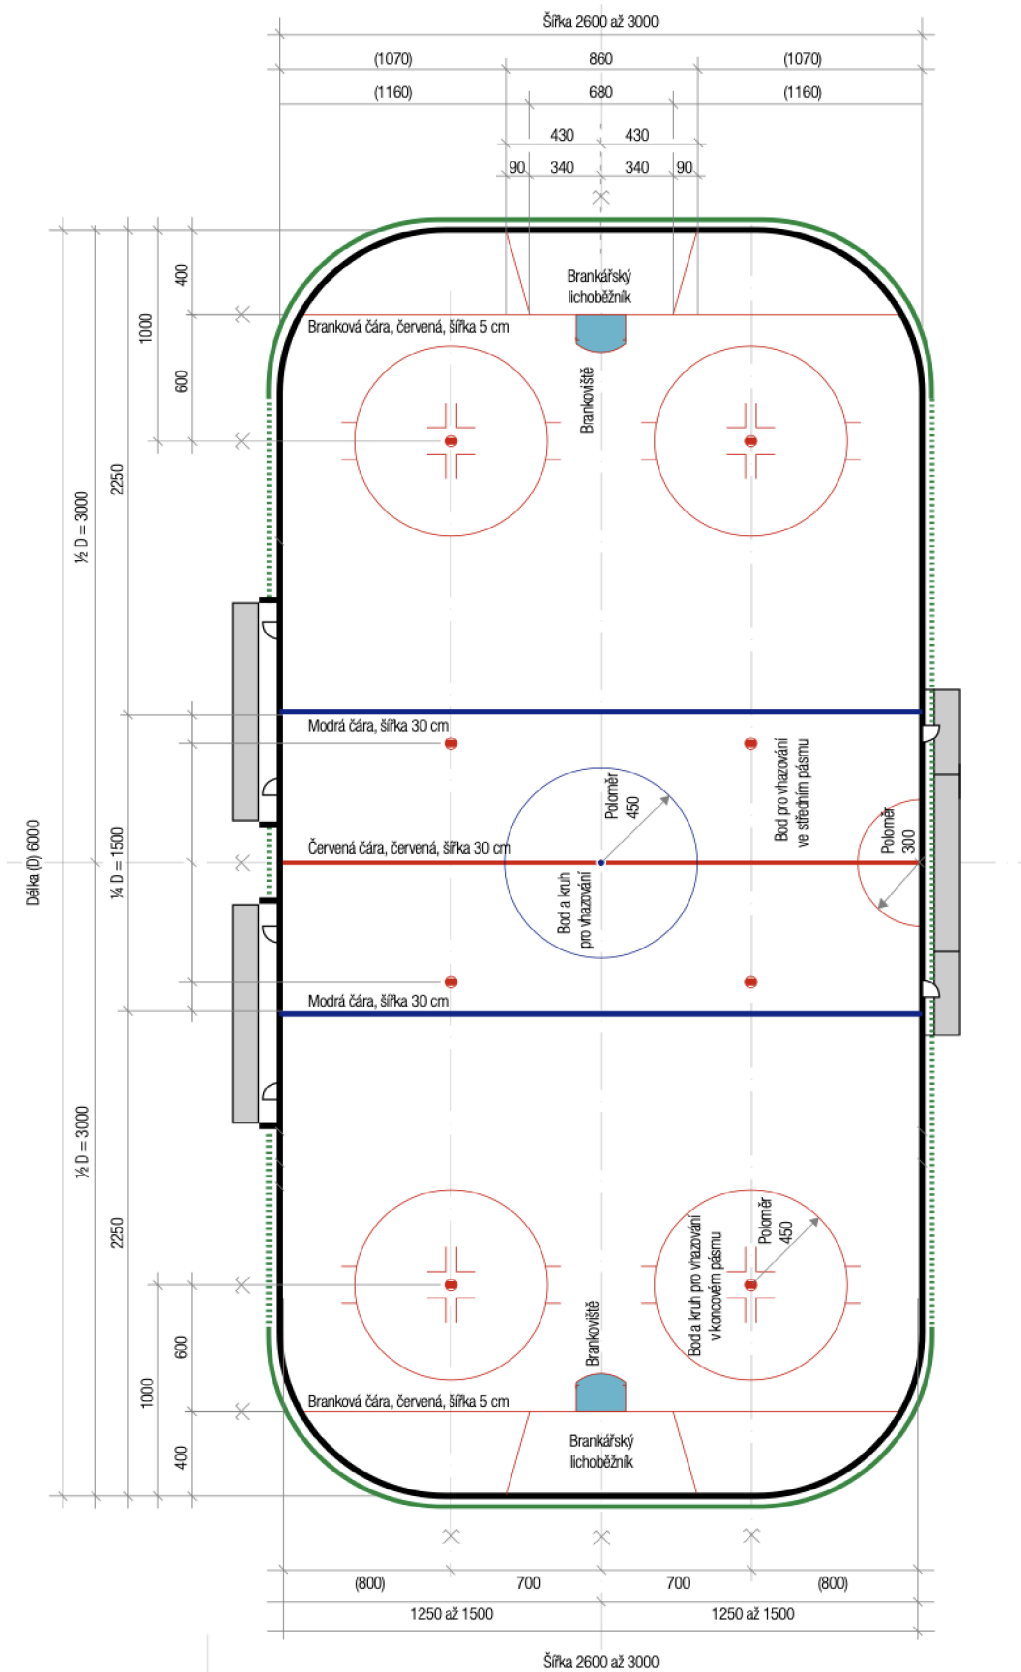 Šířka 2600 až 3000
(1070)
860
(1070)
(1160)
680
(1160)
430
430
90
340
340
90
400
Brankářský
lichoběžník
1000
Branková čára, červená, šířka 5 cm
600
Brankoviště
2250
½ D = 3000
Modrá čára, šířka 30 cm
Bod pro vhazování
ve středním pásmu
Poloměr
450
Poloměr
300
Délka (D) 6000
¼ D = 1500
Červená čára, červená, šířka 30 cm
Bod a kruh
pro vhazování
Modrá čára, šířka 30 cm
½ D = 3000
2250
Poloměr
450
Bod a kruh pro vhazování
v koncovém pásmu
600
Brankoviště
1000
Branková čára, červená, šířka 5 cm
400
Brankářský
lichoběžník
(800)
700
700
(800)
1250 až 1500
1250 až 1500
Šířka 2600 až 3000